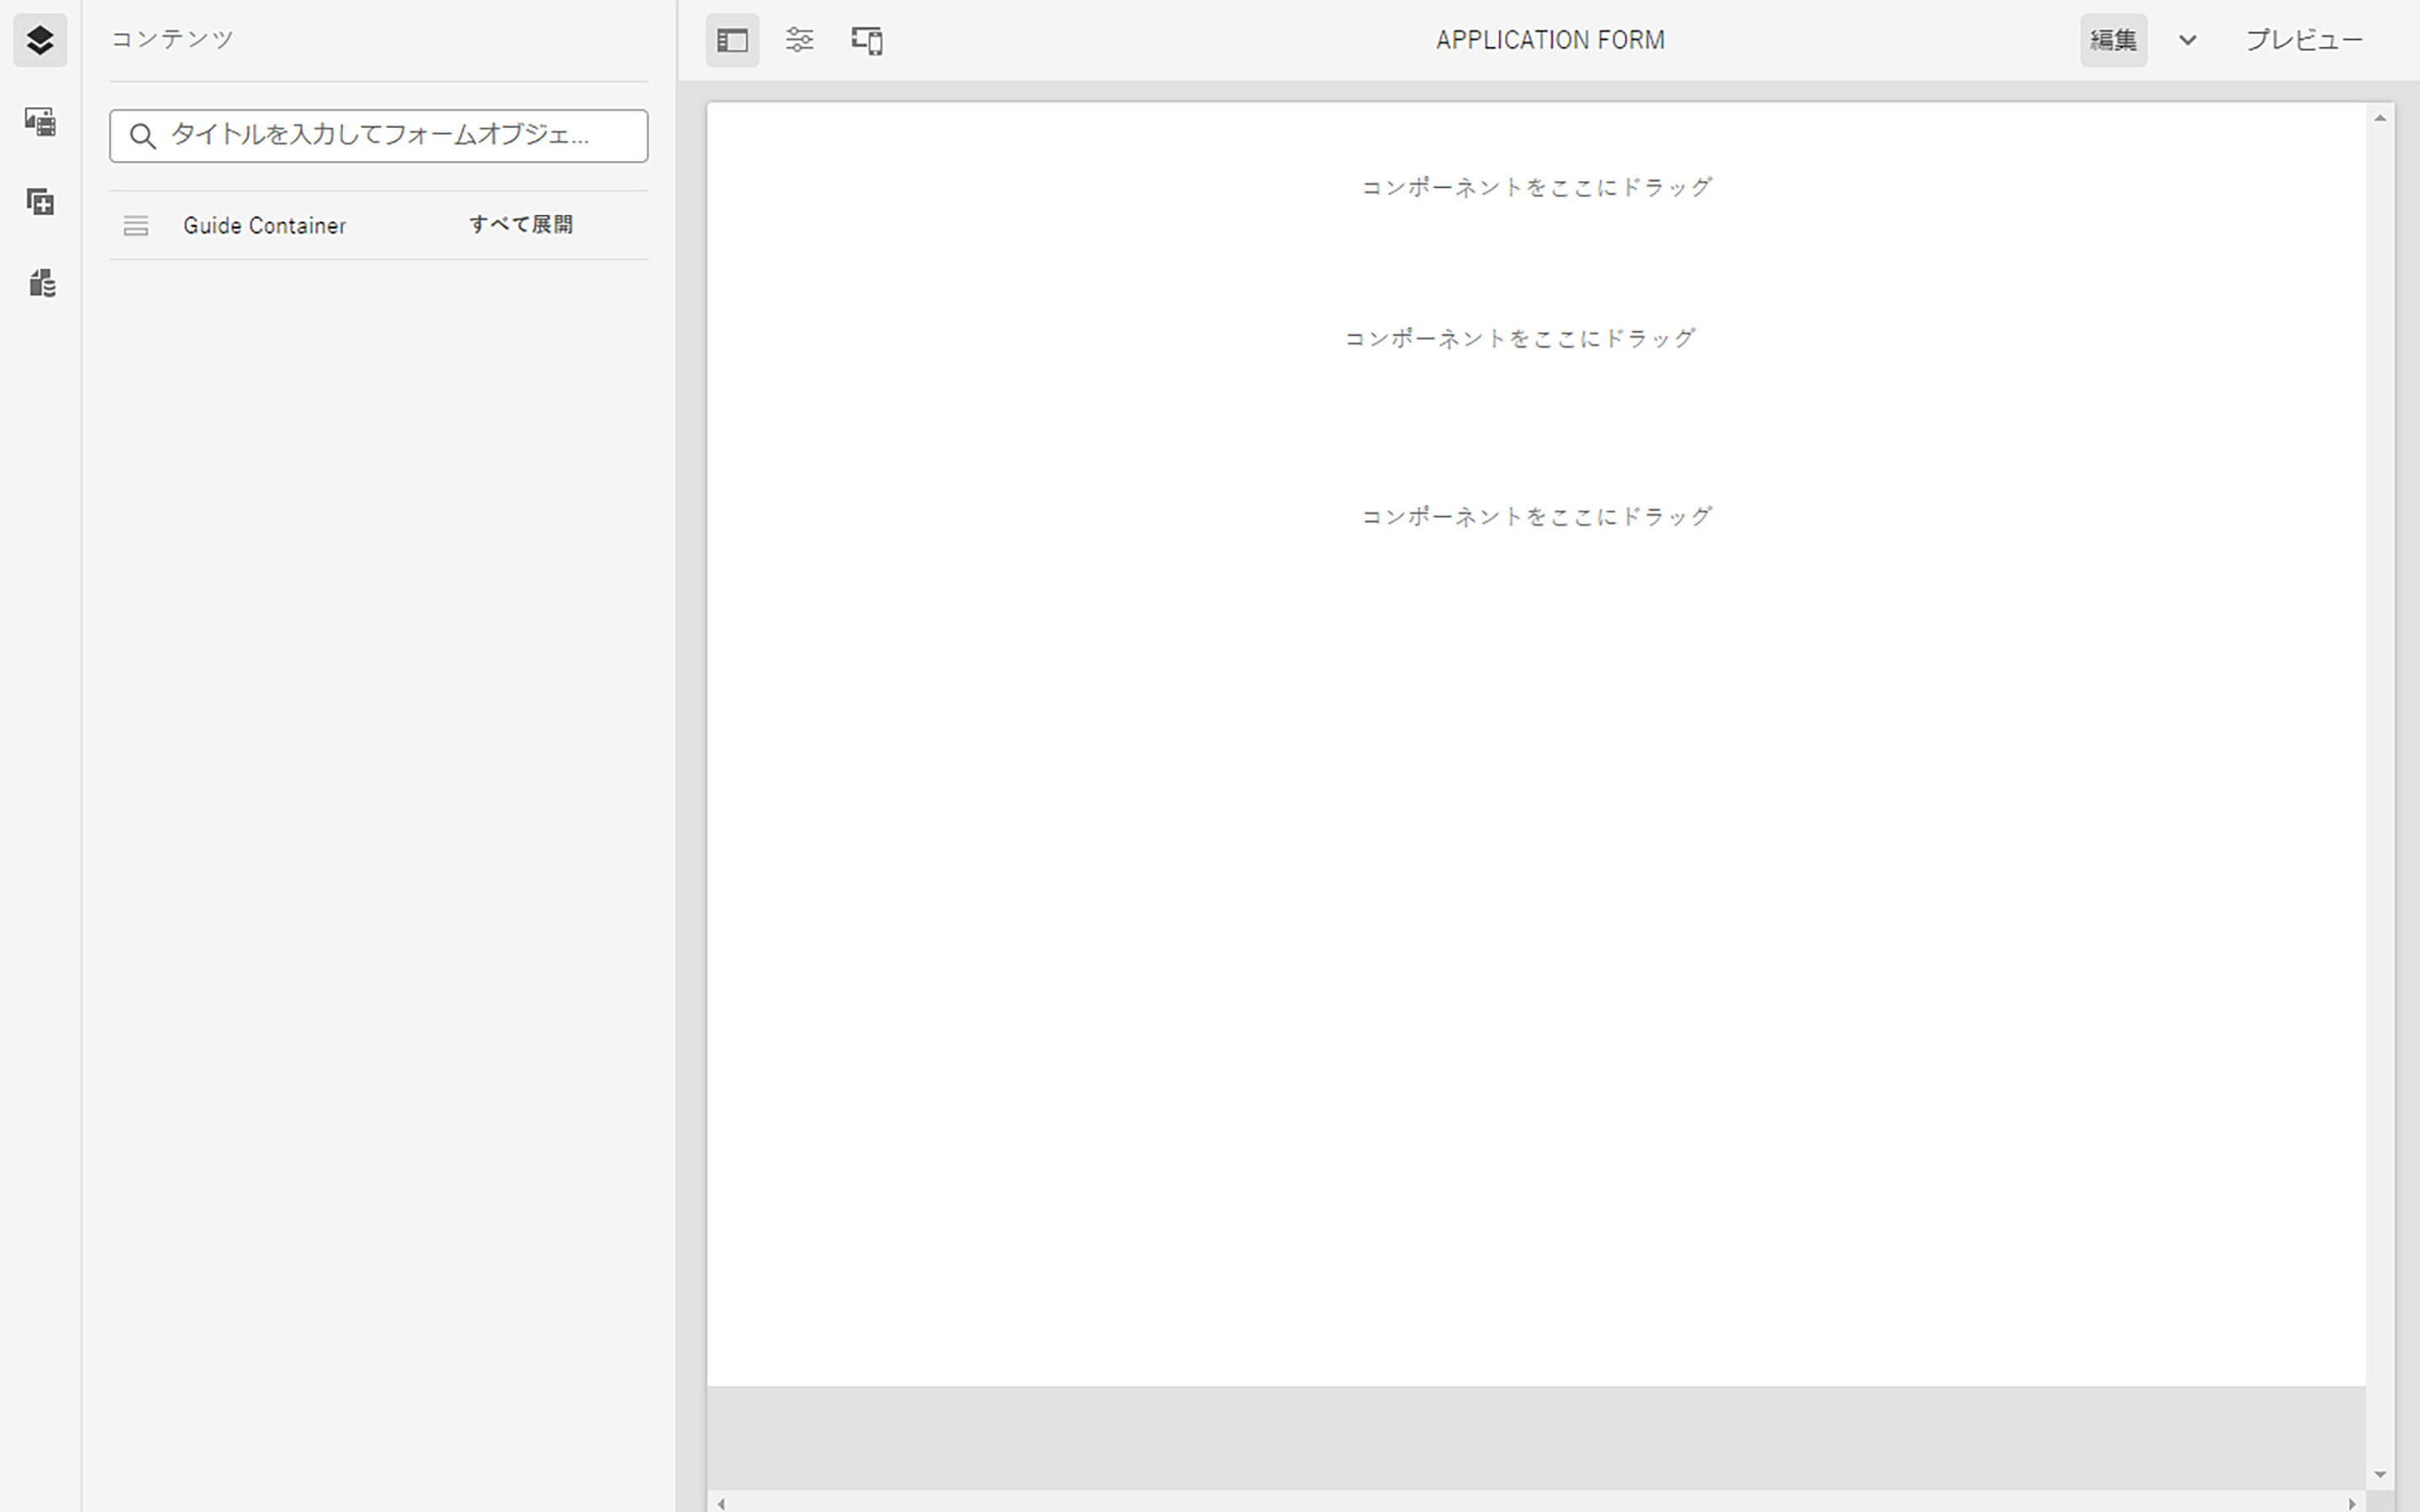 コンテンツ
タイトルを入力してフォームオブジェ...
Guide Container すべて展開
APPLICATION FORM
編集
プレビュー
コンポーネントをここにドラッグ
コンポーネントをここにドラッグ
コンポーネントをここにドラッグ